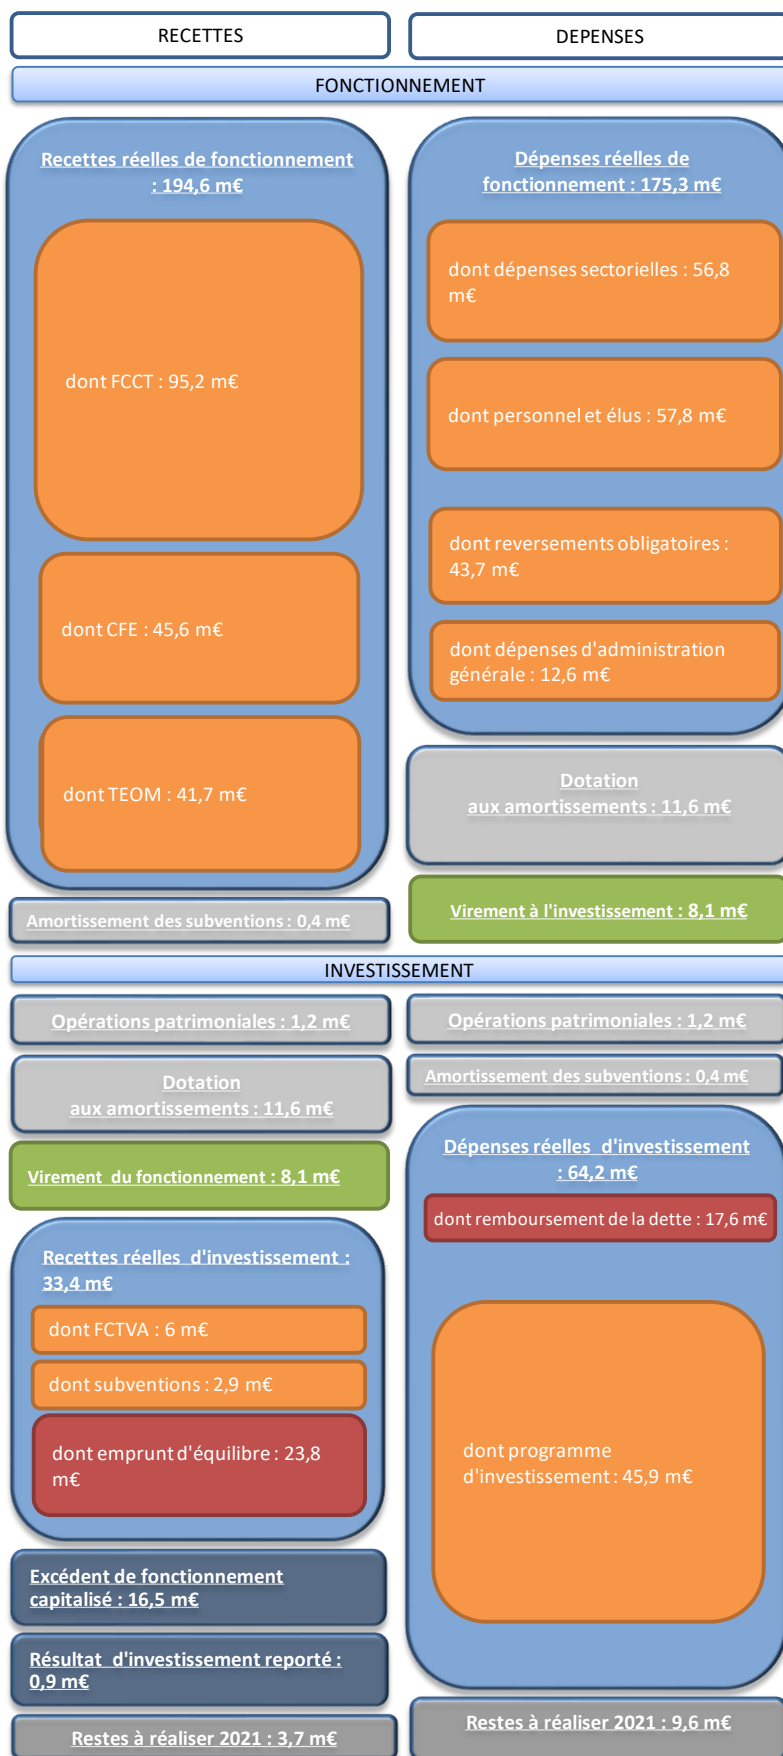 RECETTES
DEPENSES
FONCTIONNEMENT
Recettes réelles de fonctionnement
: 194,6 m€
dont FCCT : 95,2 m€
dont CFE : 45,6 m€
dont TEOM : 41,7 m€
Amortissement des subventions : 0,4 m€
Dépenses réelles de
fonctionnement : 175,3 m€
dont dépenses sectorielles : 56,8
m€
dont personnel et élus : 57,8 m€
dont reversements obligatoires :
43,7 m€
dont dépenses d'administration
générale : 12,6 m€
Dotation
aux amortissements : 11,6 m€
Virement à l'investissement : 8,1 m€
INVESTISSEMENT
Opérations patrimoniales : 1,2 m€
Dotation
aux amortissements : 11,6 m€
Virement du fonctionnement : 8,1 m€
Recettes réelles d'investissement :
33,4 m€
dont FCTVA : 6 m€
dont subventions : 2,9 m€
dont emprunt d'équilibre : 23,8
m€
Excédent de fonctionnement
capitalisé : 16,5 m€
Résultat d'investissement reporté :
0,9 m€
Restes à réaliser 2021 : 3,7 m€
Opérations patrimoniales : 1,2 m€
Amortissement des subventions : 0,4 m€
Dépenses réelles d'investissement
: 64,2 m€
dont remboursement de la dette : 17,6 m€
dont programme
d'investissement : 45,9 m€
Restes à réaliser 2021 : 9,6 m€